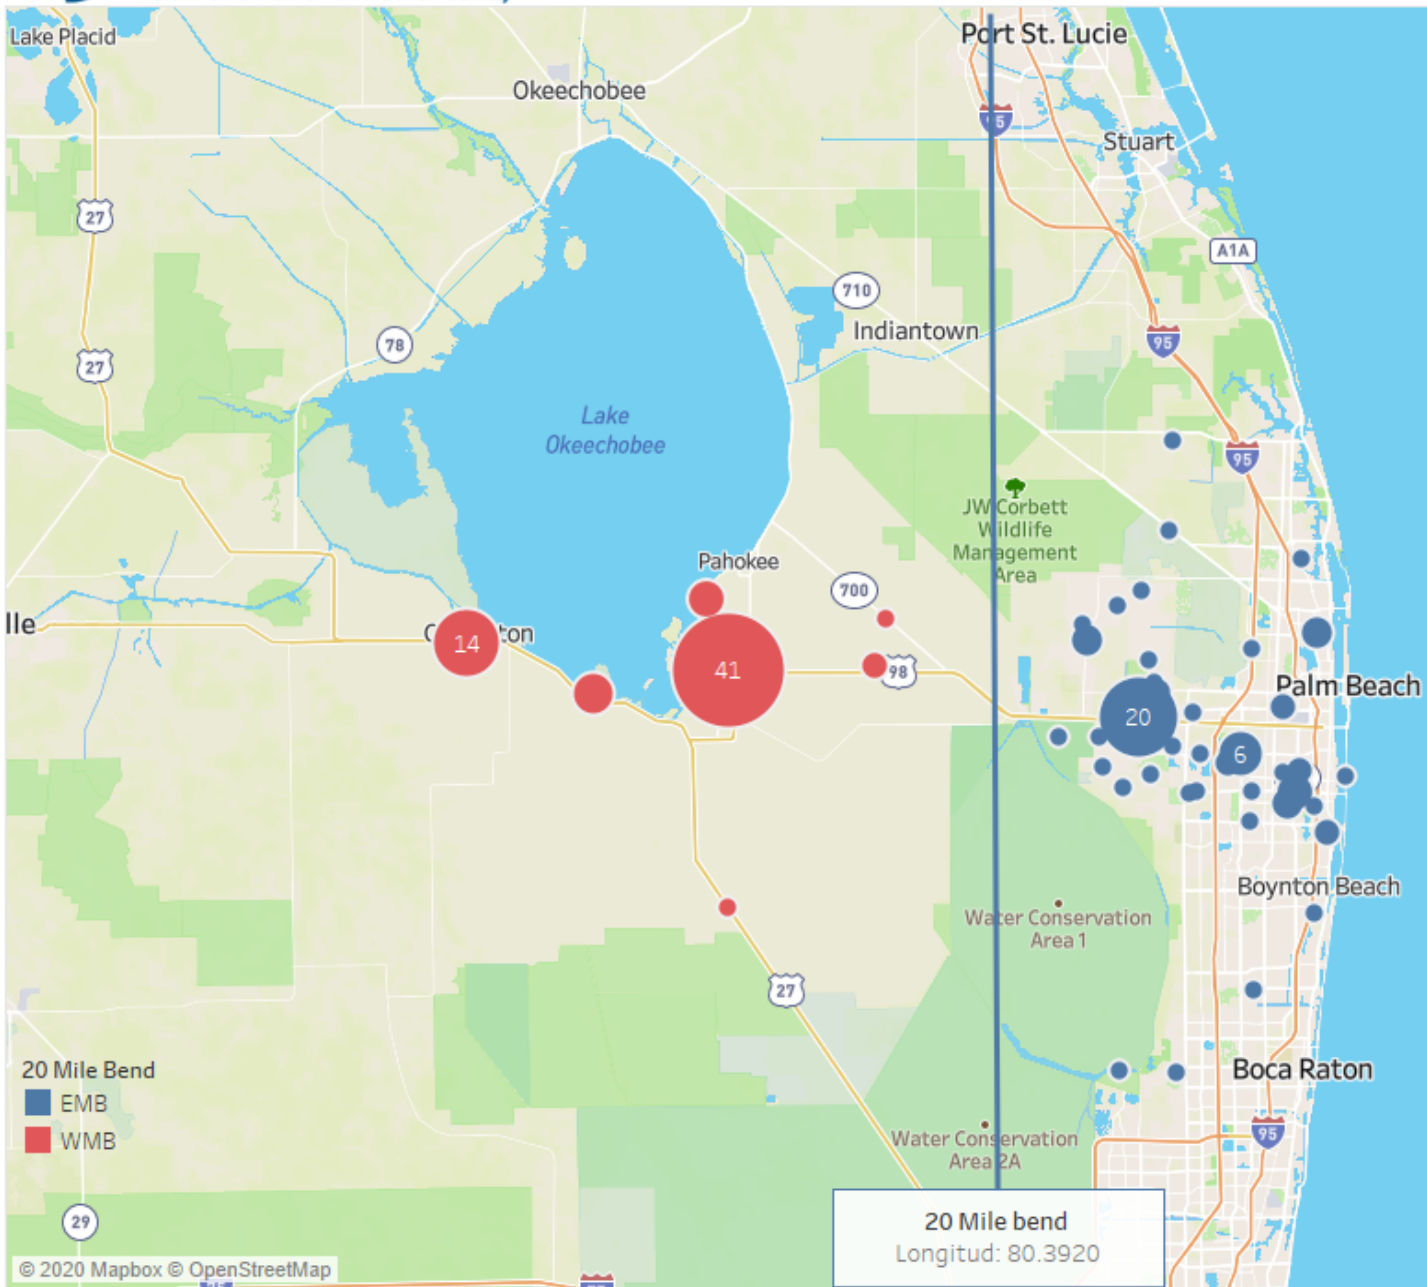 Lake Placid
Port St. Lucie
Okeechobee
Stuart
27
A1A
710
Indiantown
78
95
27
Lake
Okeechobee
95
JW Corbett
Wildlife
Management
Area
Pahokee
700
lle
14
41
98
Palm Beach
20
6
Boynton Beach
Water Conservation
Area 1
27
20 Mile Bend
EMB
WMB
Boca Raton
95
Water Conservation
Area 2A
20 Mile bend
Longitud: 80.3920
29
© 2020 Mapbox © OpenStreetMap